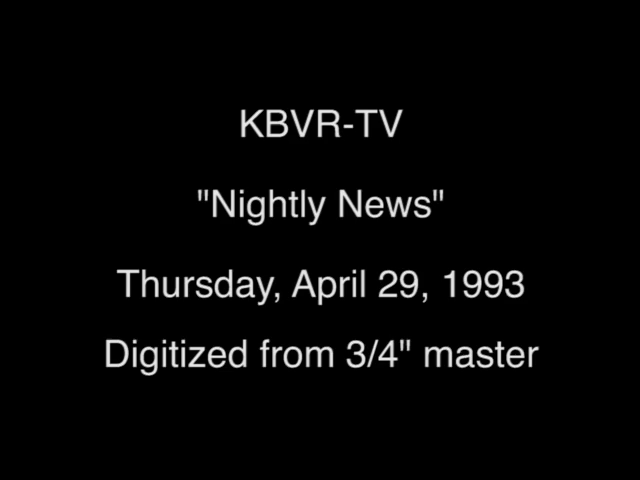 KBVR-TV
"Nightly News"
Thursday, April 29, 1993
Digitized from 3/4" master